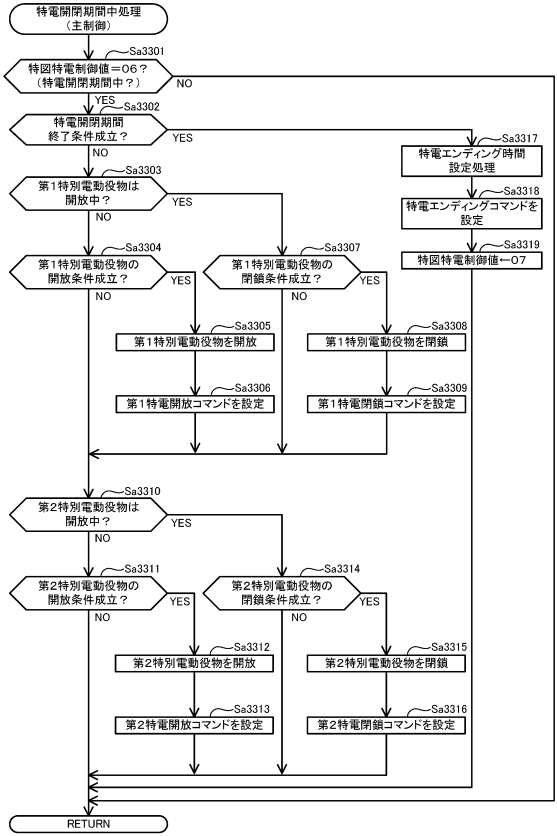 特電開閉期間中処理
（主制御）
Sa3301
特図特電制御値＝０６？
（特電開閉期間中？）
NO
YES
Sa3302
特電開閉期間
終了条件成立？
YES
NO
Sa3317
特電エンディング時間
設定処理
Sa3303
第１特別電動役物は
開放中？
YES
NO
Sa3318
特電エンディングコマンドを
設定
Sa3304
第１特別電動役物の
開放条件成立？
YES
NO
Sa3307
第１特別電動役物の
閉鎖条件成立？
YES
NO
Sa3319
特図特電制御値←０７
Sa3305
第１特別電動役物を開放
Sa3308
第１特別電動役物を閉鎖
Sa3306
第１特電開放コマンドを設定
Sa3309
第１特電閉鎖コマンドを設定
Sa3310
第２特別電動役物は
開放中？
YES
NO
Sa3311
第２特別電動役物の
開放条件成立？
YES
NO
Sa3314
第２特別電動役物の
閉鎖条件成立？
YES
NO
Sa3312
第２特別電動役物を開放
Sa3315
第２特別電動役物を閉鎖
Sa3313
第２特電開放コマンドを設定
Sa3316
第２特電閉鎖コマンドを設定
RETURN